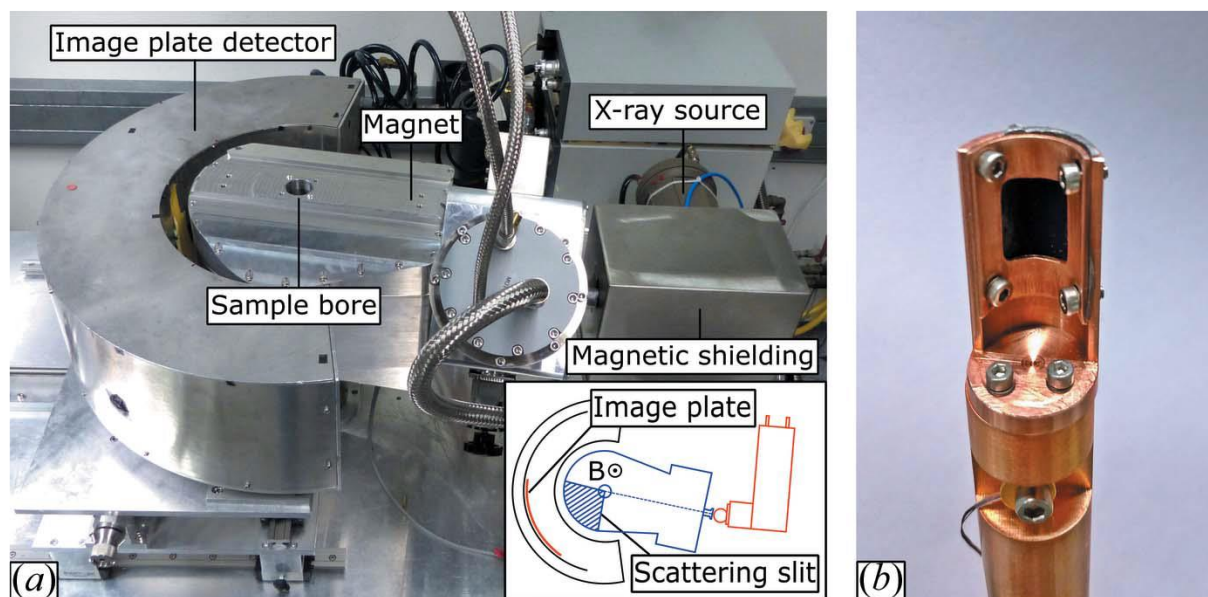 Image plate detector
Magnet
X-ray source
Sample bore
Magnetic shielding
Image plate
B
Scattering slit
(a)
(b)